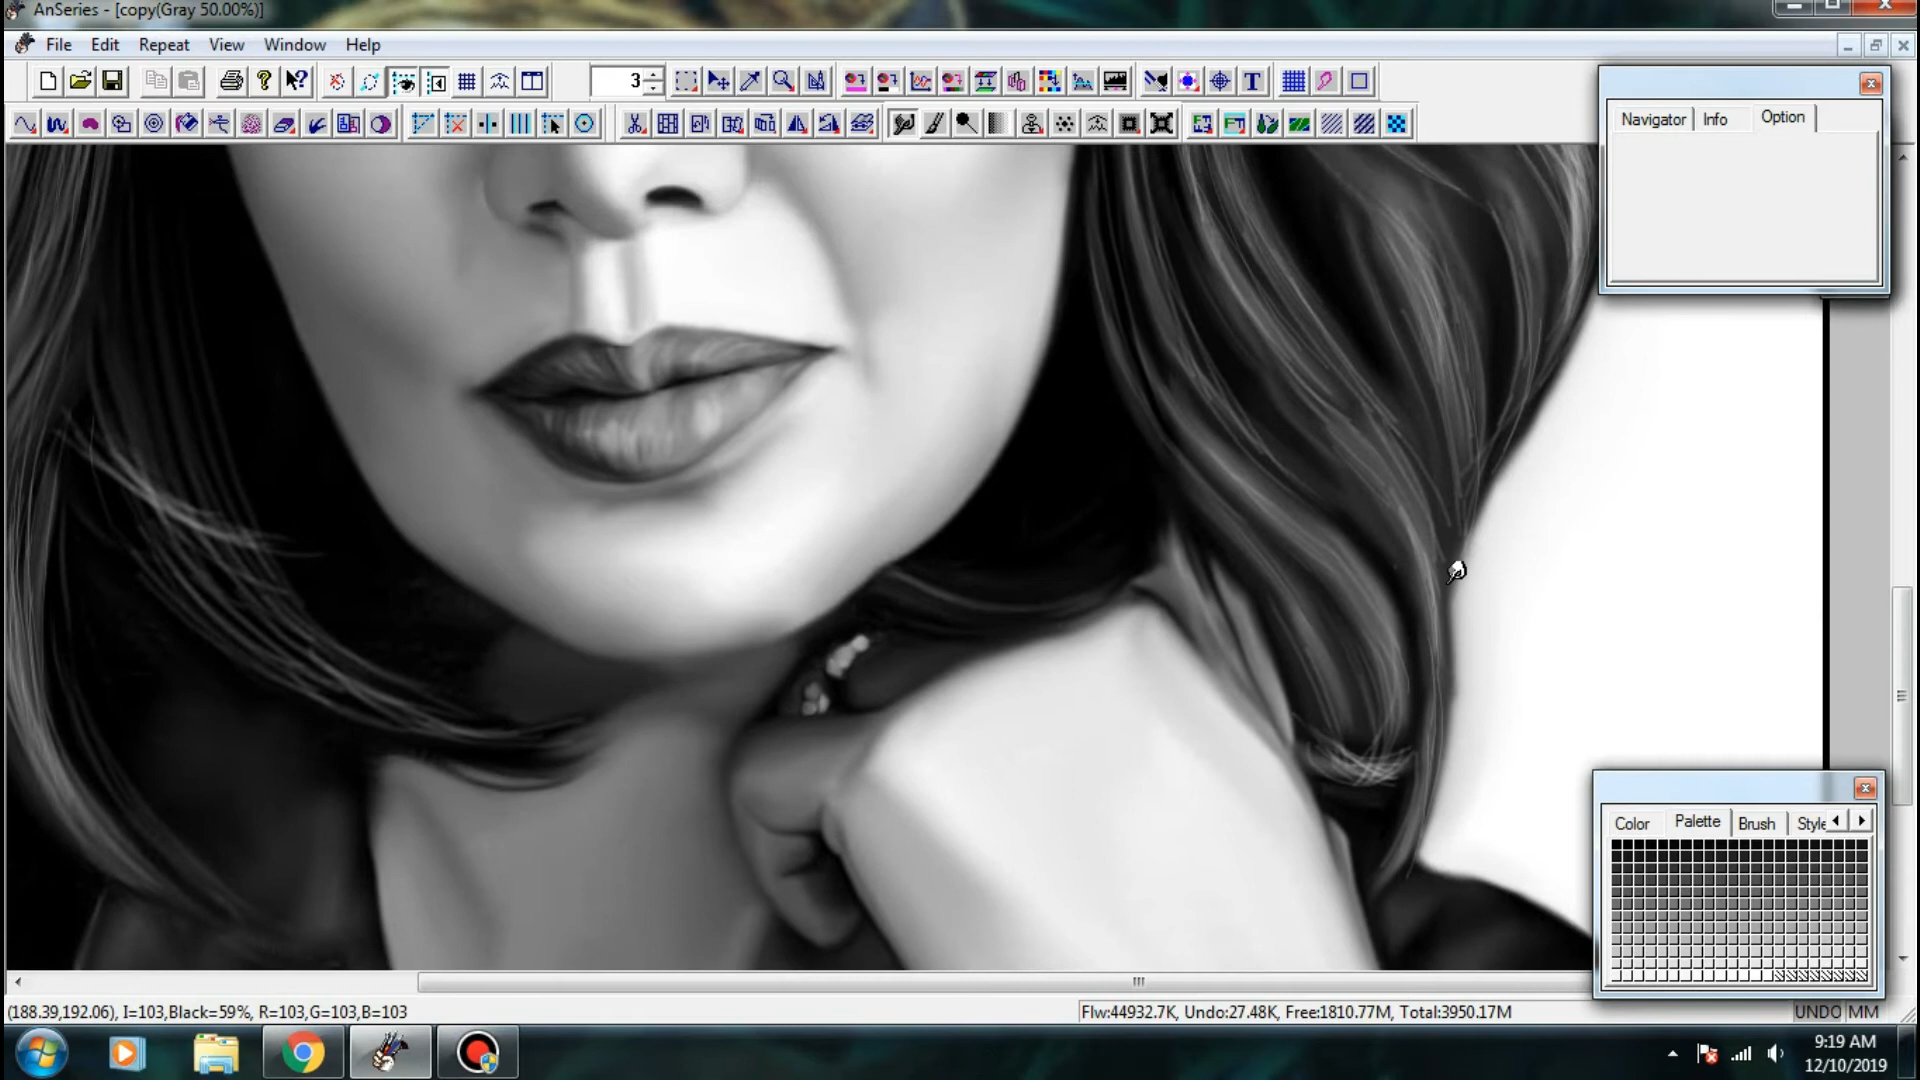 AnSeries - [copy(Gray 50.00%)]
File Edit Repeat View Window Help
3
Navigator Info Option
Color Palette Brush Style
(188.39,192.06), I=103,Black=59%, R=103,G=103,B=103
Flw:44932.7K, Undo:27.48K, Free:1810.77M, Total:3950.17M
UNDO MM
9:19 AM
12/10/2019